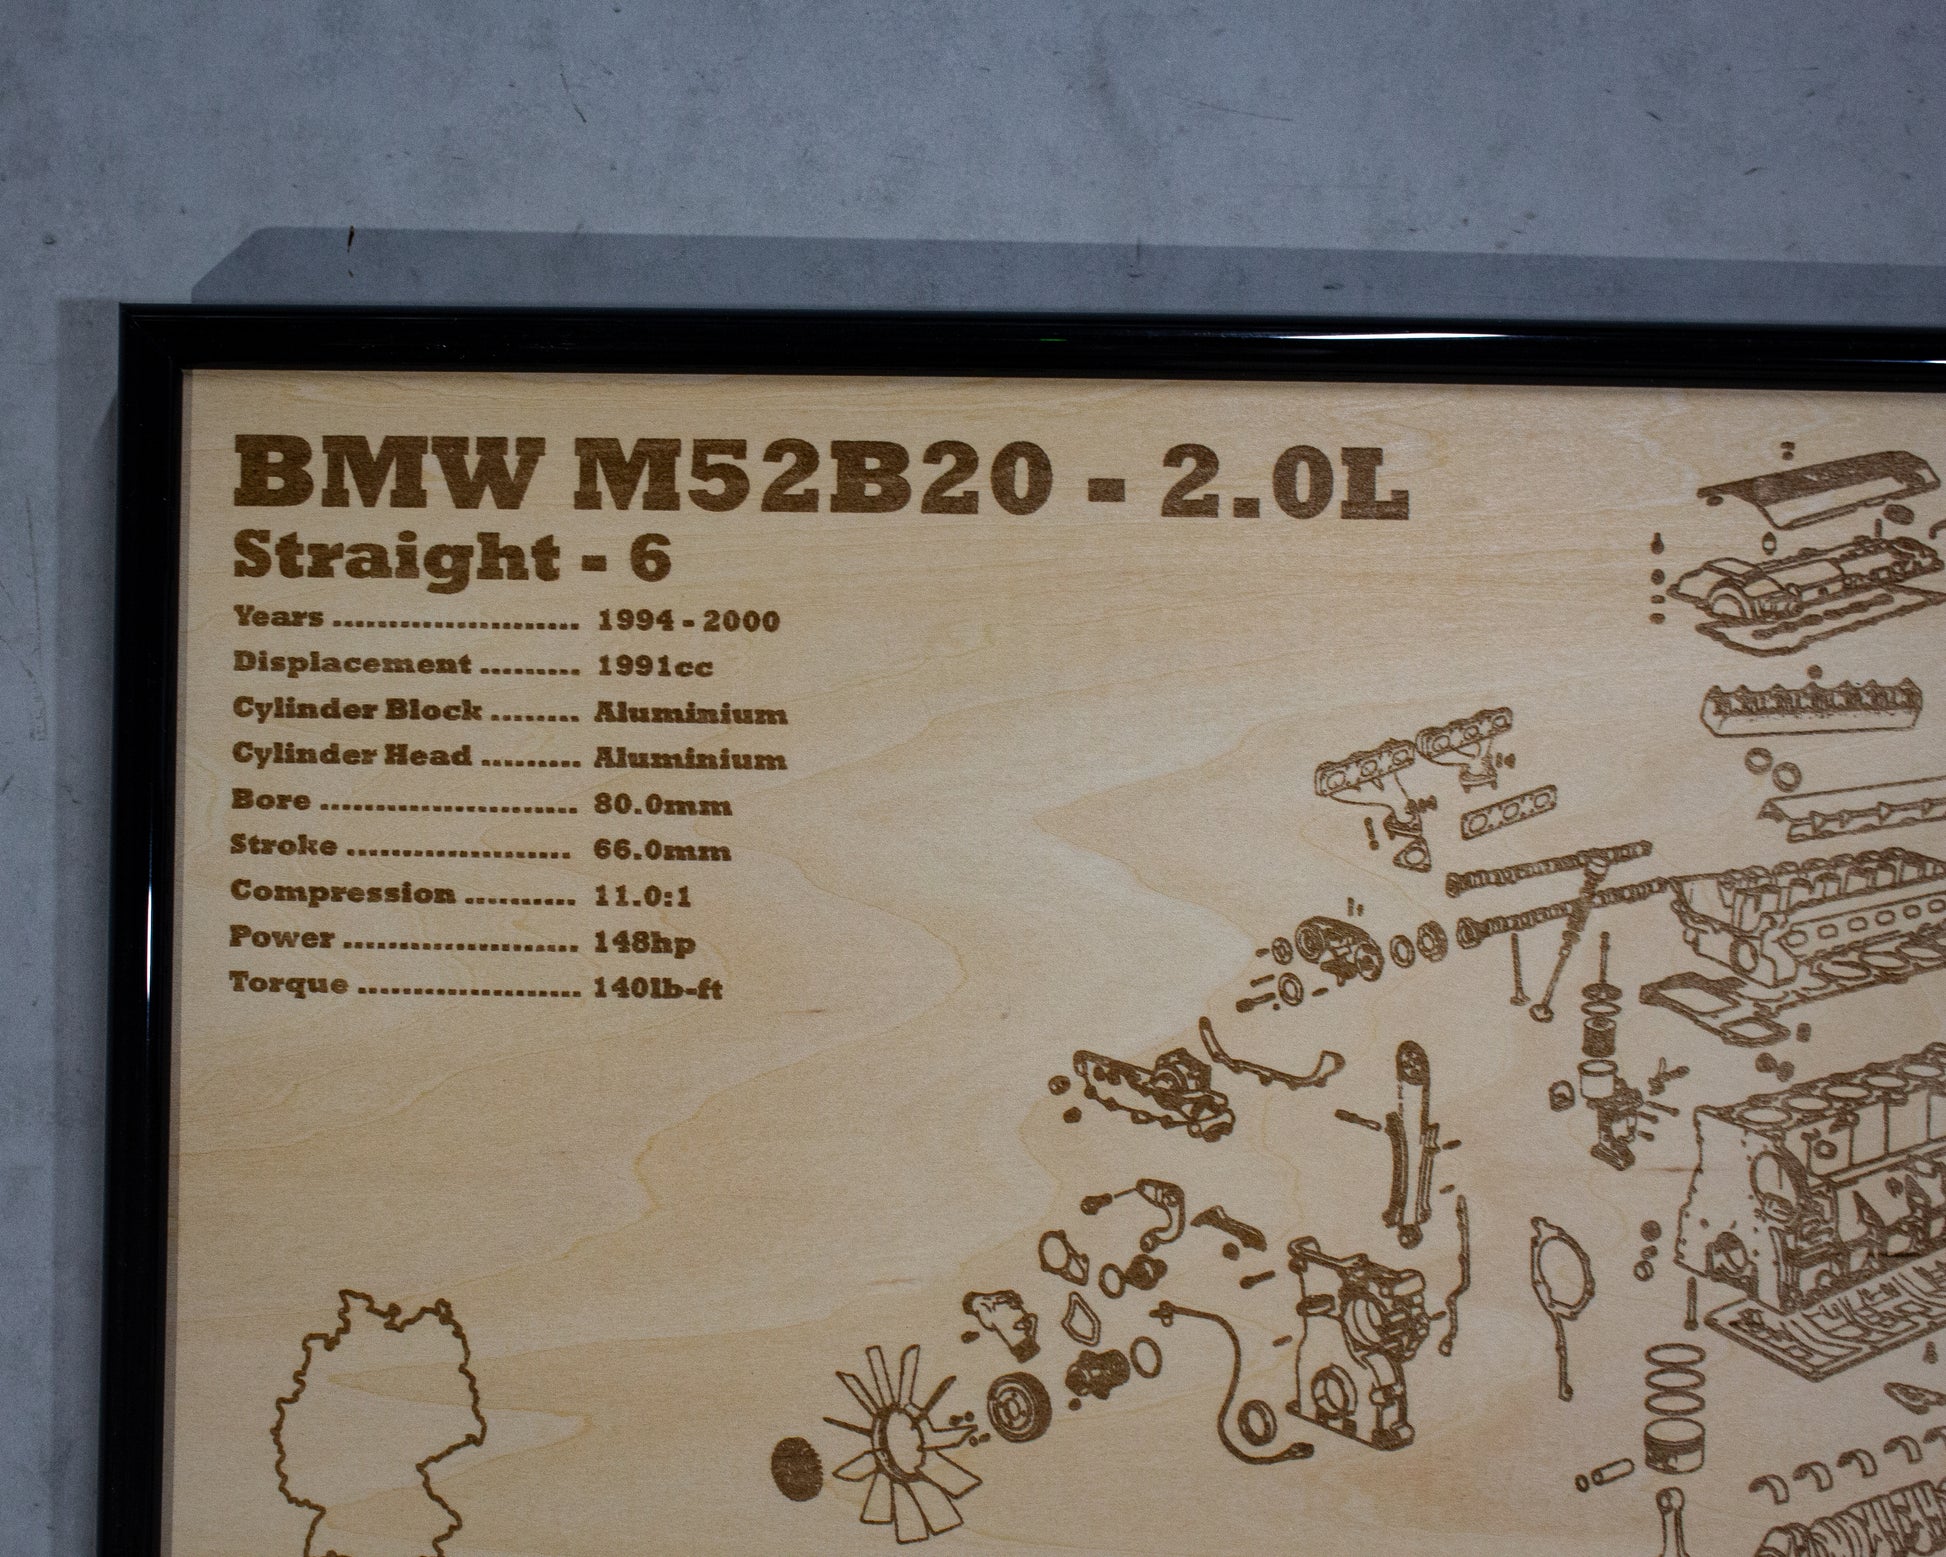 BMW M52B20 - 2.0L
Straight - 6
Years ...................... 1994 - 2000
Displacement ......... 1991cc
Cylinder Block ........ Aluminium
Cylinder Head ......... Aluminium
Bore ....................... 80.0mm
Stroke .................... 66.0mm
Compression .......... 11.0:1
Power ..................... 148hp
Torque .................... 140lb-ft